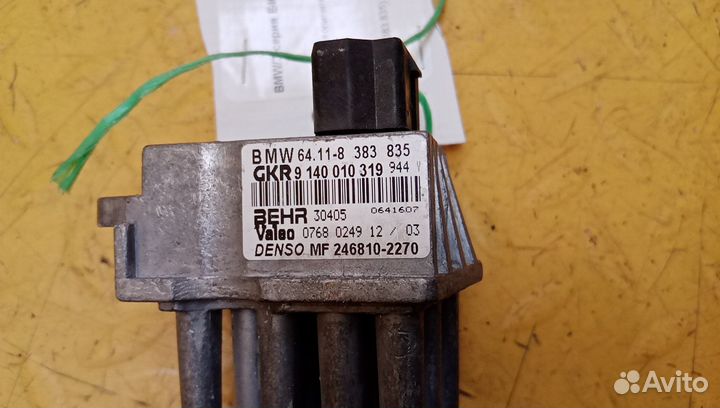 BMW 64.11-8 383 835
GKR 9 140 010 319 944
BEHR 30405 0641607
Valeo 0768 0249 12 / 03
DENSO MF 246810-2270
Avito